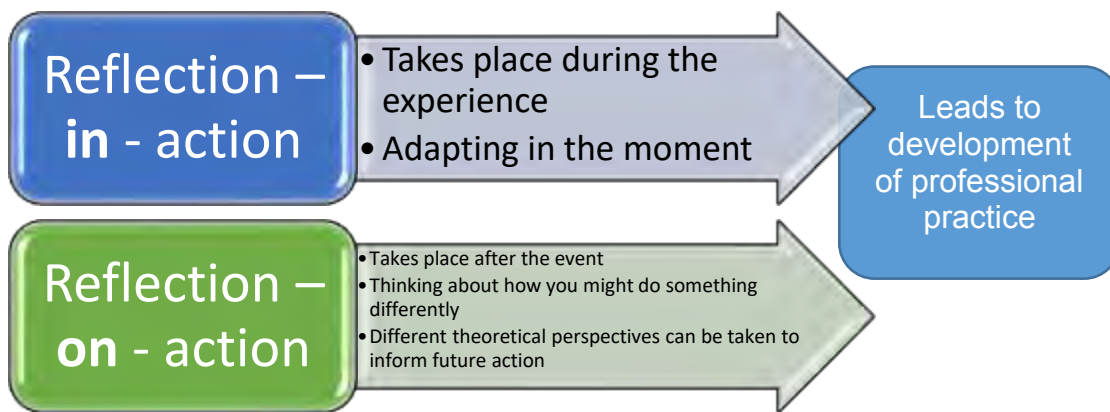 Reflection –
in - action
• Takes place during the
experience
• Adapting in the moment
Leads to
development
of professional
practice
Reflection –
on - action
•Takes place after the event
•Thinking about how you might do something
differently
•Different theoretical perspectives can be taken to
inform future action